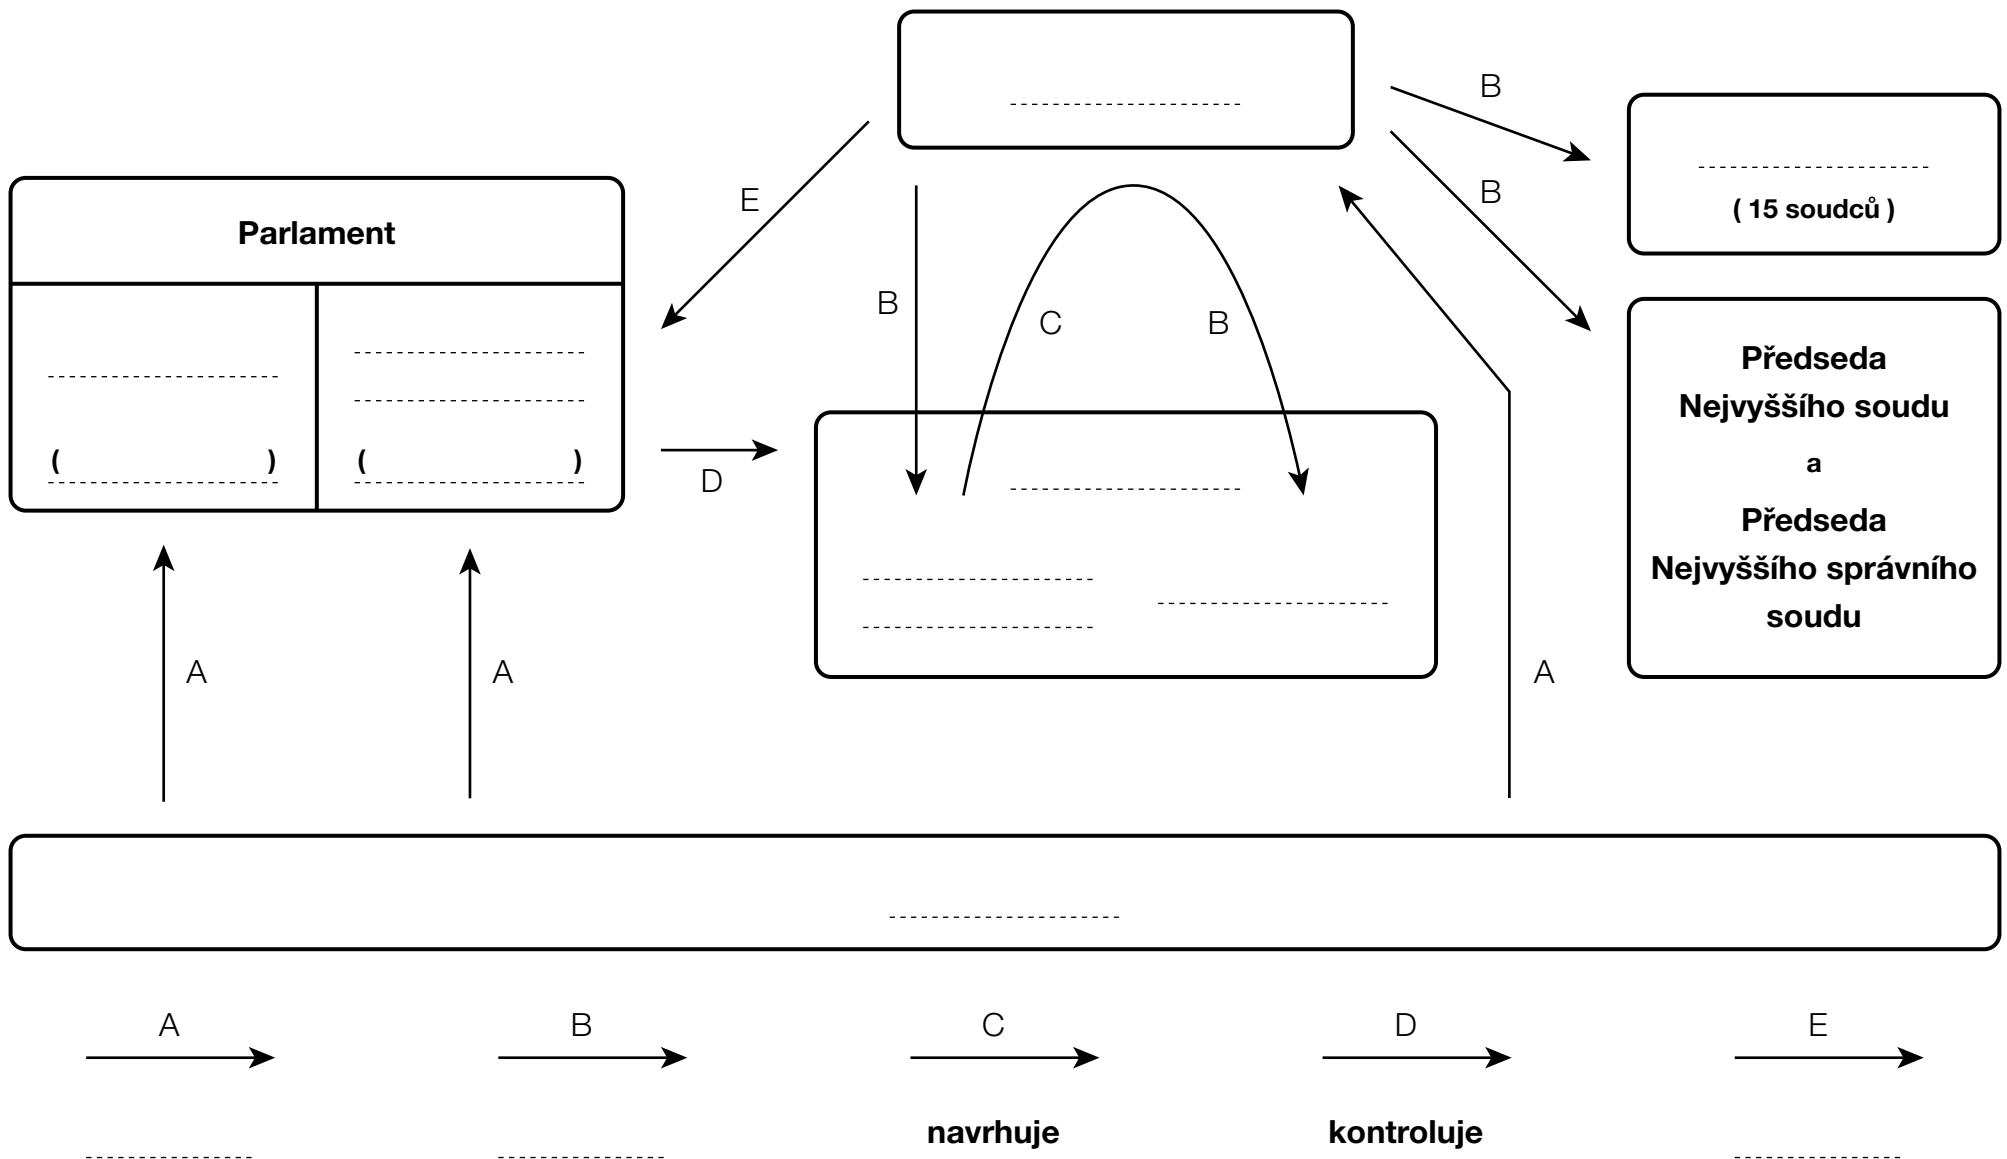 B
( 15 soudců )
E
B
Parlament
B
C
B
Předseda
Nejvyššího soudu
a
Předseda
Nejvyššího správního
soudu
( )
( )
D
A
A
A
A
B
C
D
E
navrhuje
kontroluje